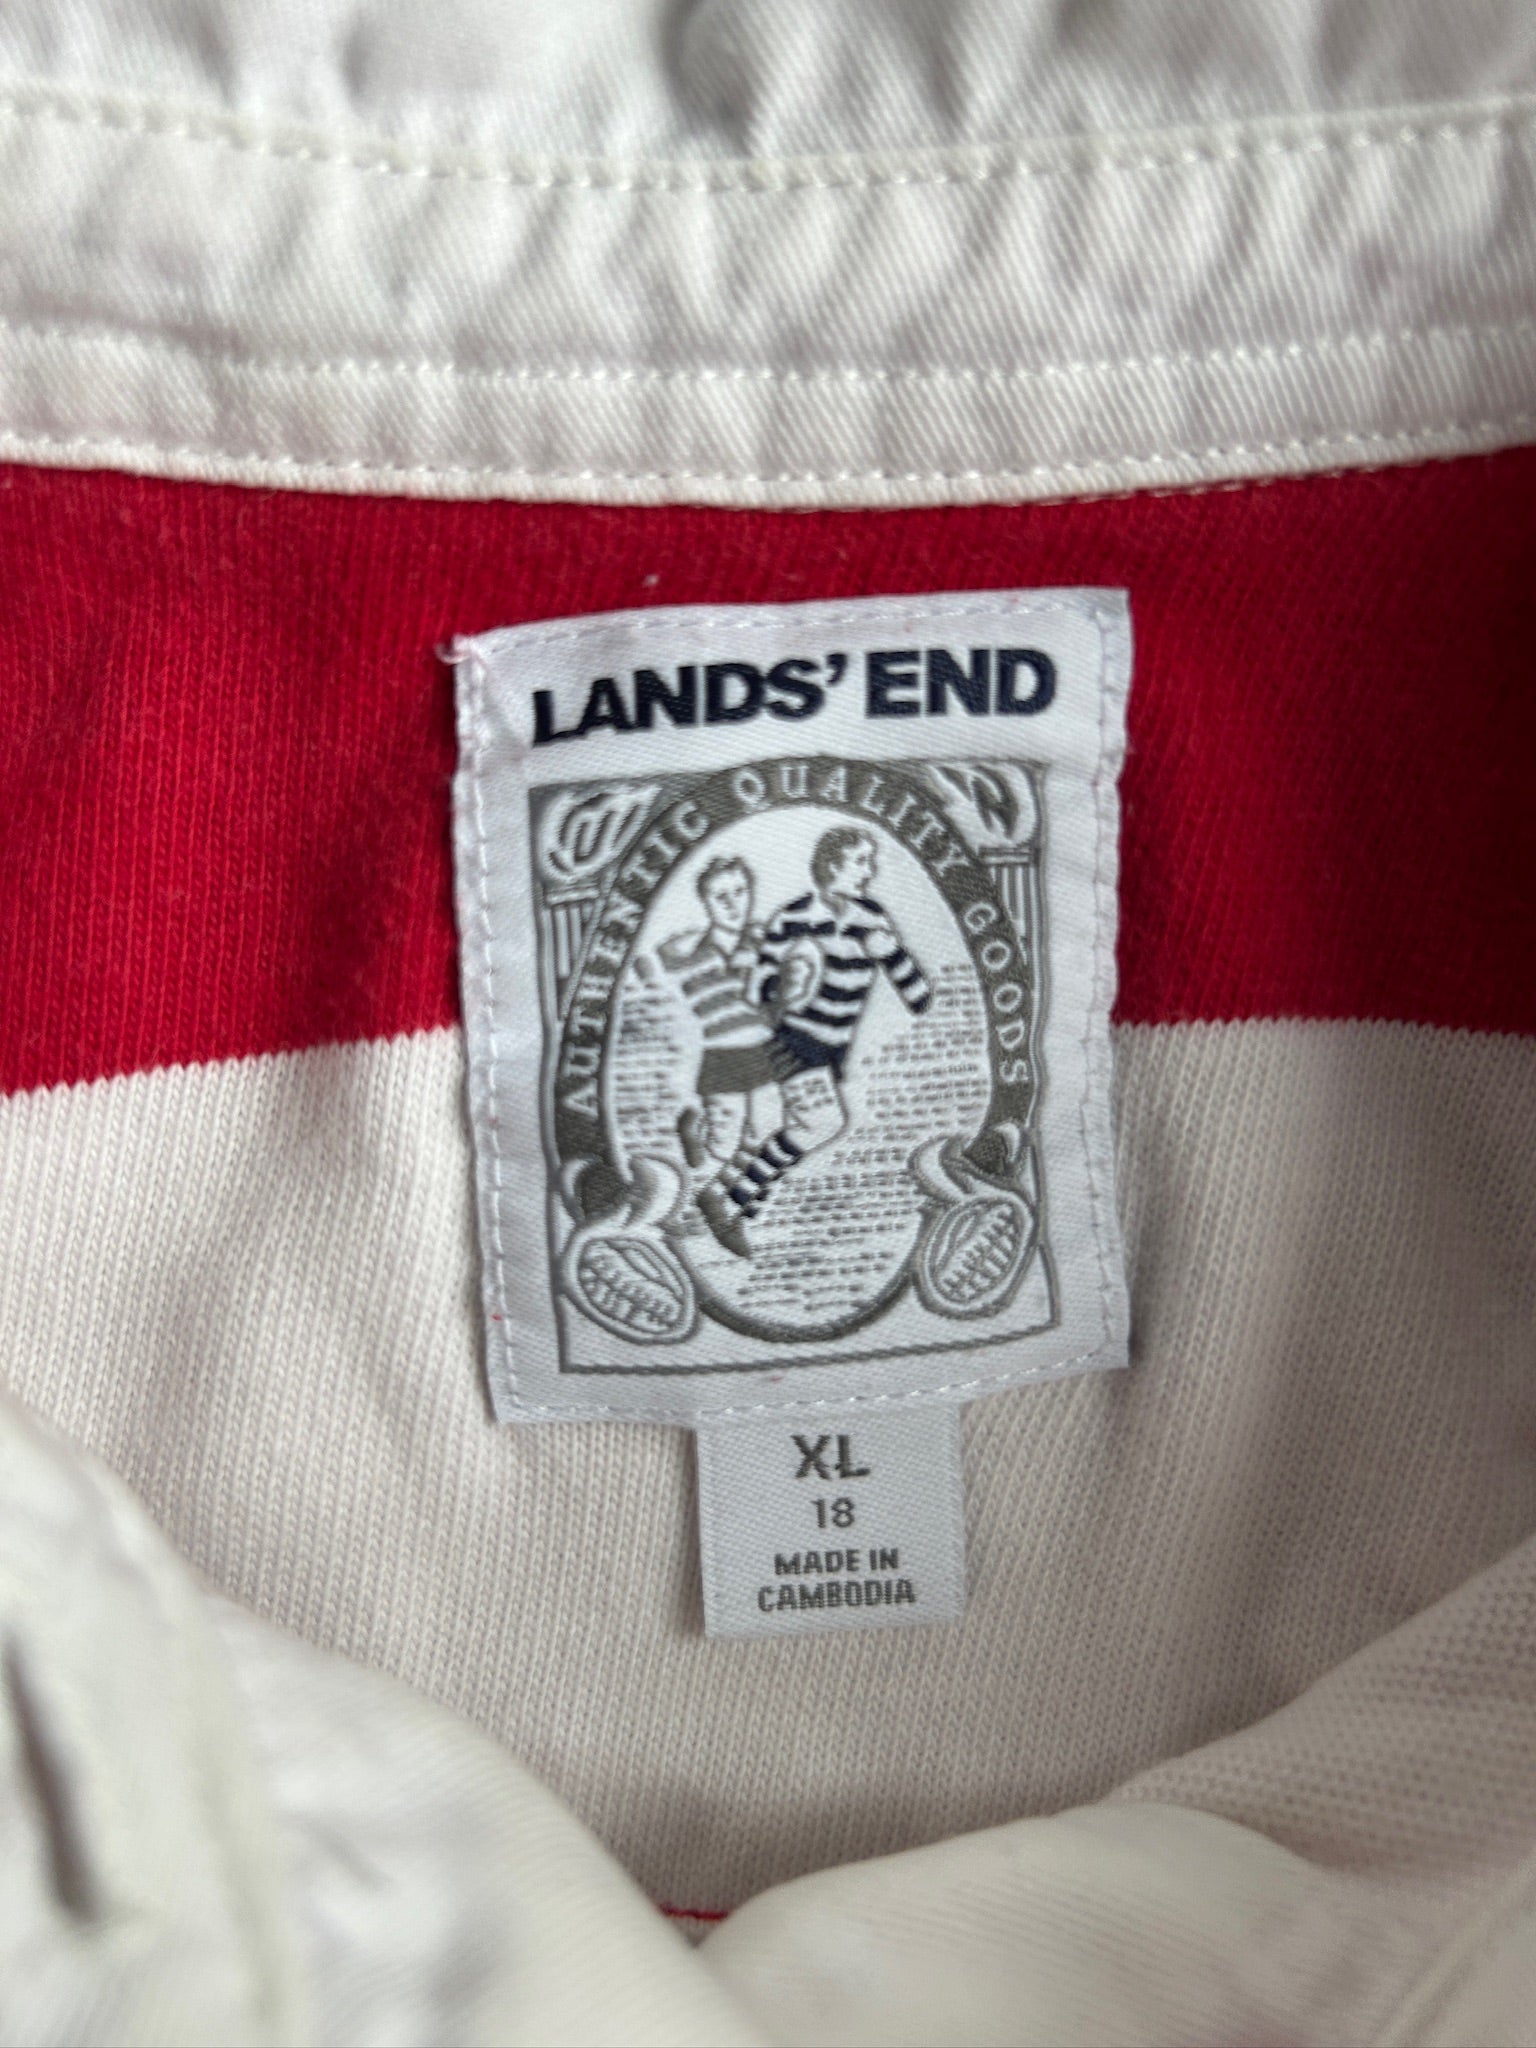 LANDS' END
AUTHENTIC QUALITY GOODS
XL
18
MADE IN
CAMBODIA